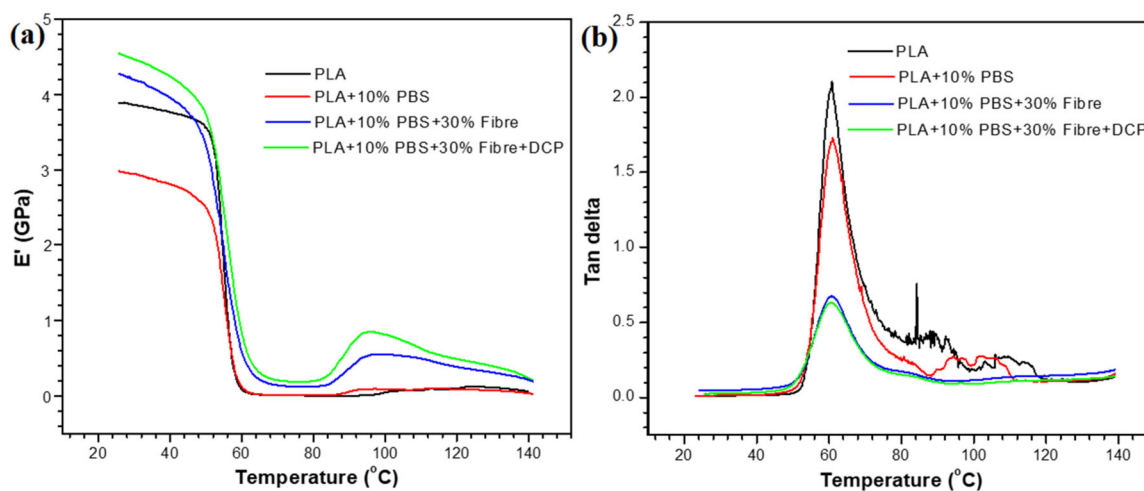 (a)
5
4
3
2
1
0
E' (GPa)
PLA
PLA+10% PBS
PLA+10% PBS+30% Fibre
PLA+10% PBS+30% Fibre+DCP
20 40 60 80 100 120 140
Temperature (°C)
(b)
2.5
2.0
1.5
1.0
0.5
0.0
Tan delta
PLA
PLA+10% PBS
PLA+10% PBS+30% Fibre
PLA+10% PBS+30% Fibre+DCP
20 40 60 80 100 120 140
Temperature (°C)